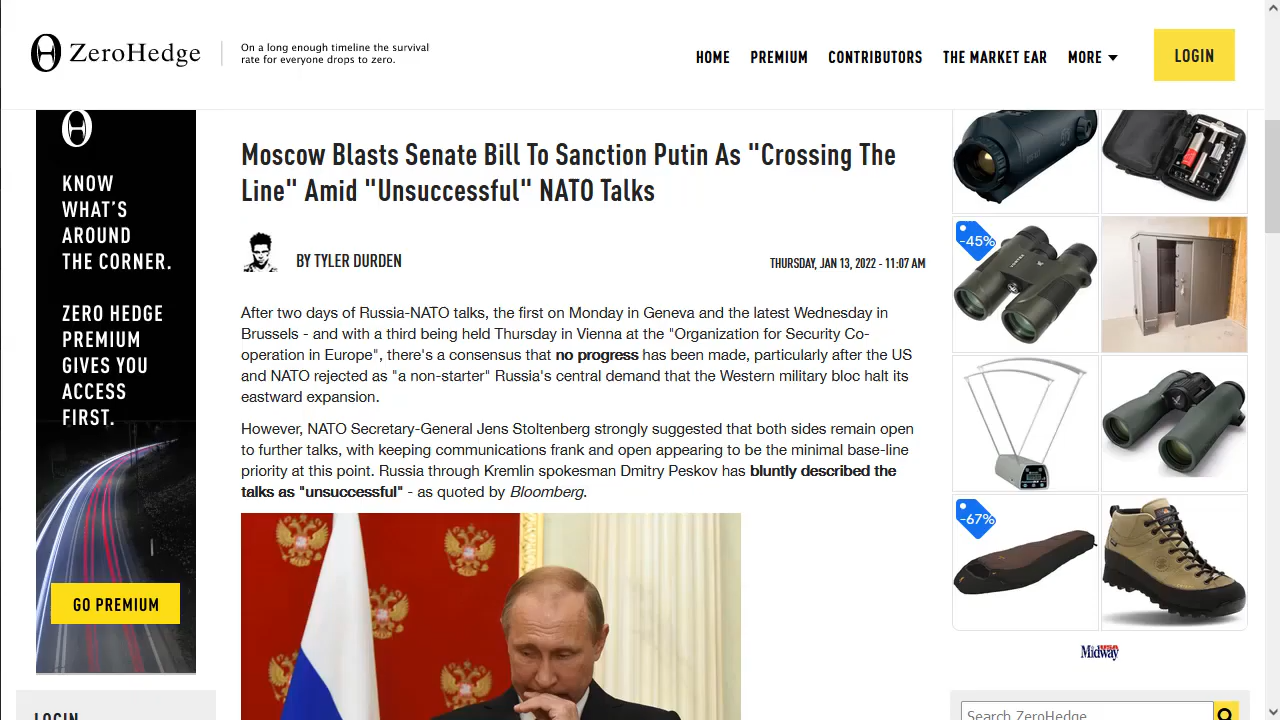 ZeroHedge
On a long enough timeline the survival
rate for everyone drops to zero.
HOME
PREMIUM
CONTRIBUTORS
THE MARKET EAR
MORE
LOGIN
KNOW
WHAT'S
AROUND
THE CORNER.
ZERO HEDGE
PREMIUM
GIVES YOU
ACCESS
FIRST.
GO PREMIUM
LOGIN
Moscow Blasts Senate Bill To Sanction Putin As "Crossing The
Line" Amid "Unsuccessful" NATO Talks
BY TYLER DURDEN
THURSDAY, JAN 13, 2022 - 11:07 AM
After two days of Russia-NATO talks, the first on Monday in Geneva and the latest Wednesday in
Brussels - and with a third being held Thursday in Vienna at the "Organization for Security Co-
operation in Europe", there's a consensus that no progress has been made, particularly after the US
and NATO rejected as "a non-starter" Russia's central demand that the Western military bloc halt its
eastward expansion.
However, NATO Secretary-General Jens Stoltenberg strongly suggested that both sides remain open
to further talks, with keeping communications frank and open appearing to be the minimal base-line
priority at this point. Russia through Kremlin spokesman Dmitry Peskov has bluntly described the
talks as "unsuccessful" - as quoted by Bloomberg.
-45%
-67%
MidwayUSA
Search ZeroHedge